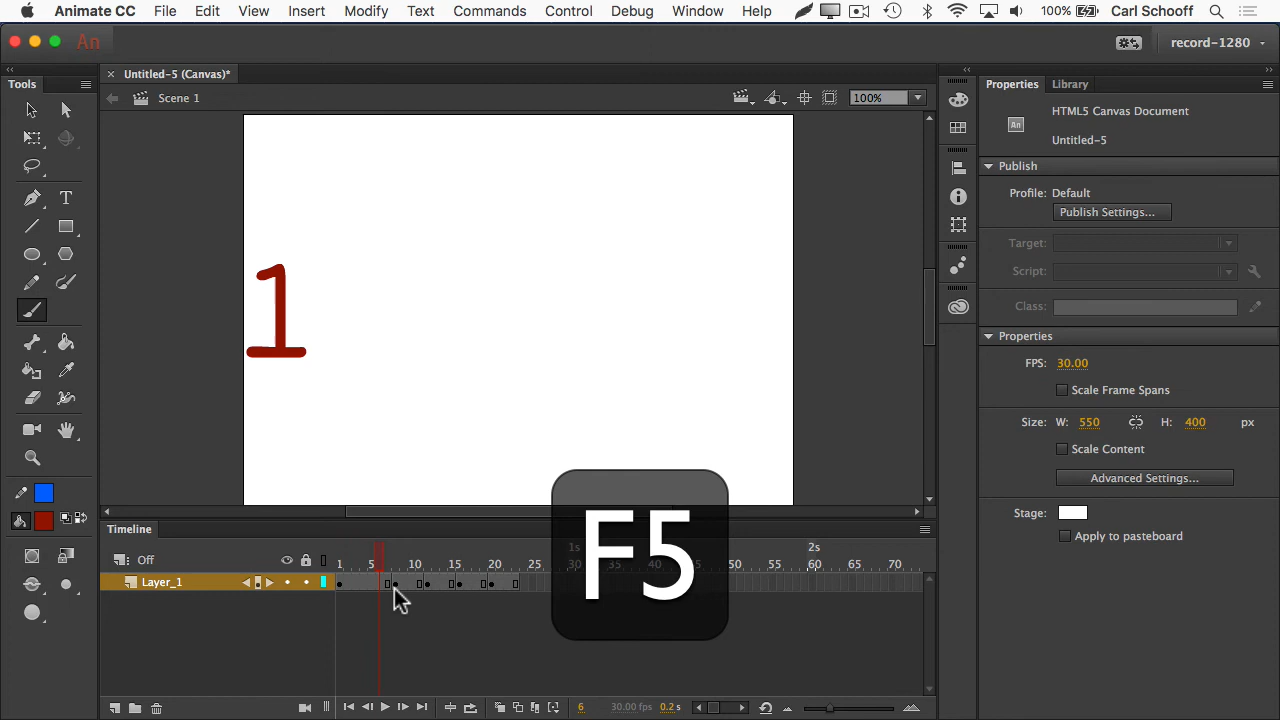 Animate CC File Edit View Insert Modify Text Commands Control Debug Window Help 100% Carl Schooff
An record-1280
Tools Untitled-5 (Canvas)* Properties Library
Scene 1 100%
HTML5 Canvas Document
An
Untitled-5
Publish
Profile: Default
Publish Settings...
Target:
Script:
Class:
1
Properties
FPS: 30.00
Scale Frame Spans
Size: W: 550 H: 400 px
Scale Content
Advanced Settings...
Stage:
Apply to pasteboard
F5
Timeline
1s 2s
Off 1 5 10 15 20 25 30 60 65 70
Layer_1
6 30.00 fps 0.2 s